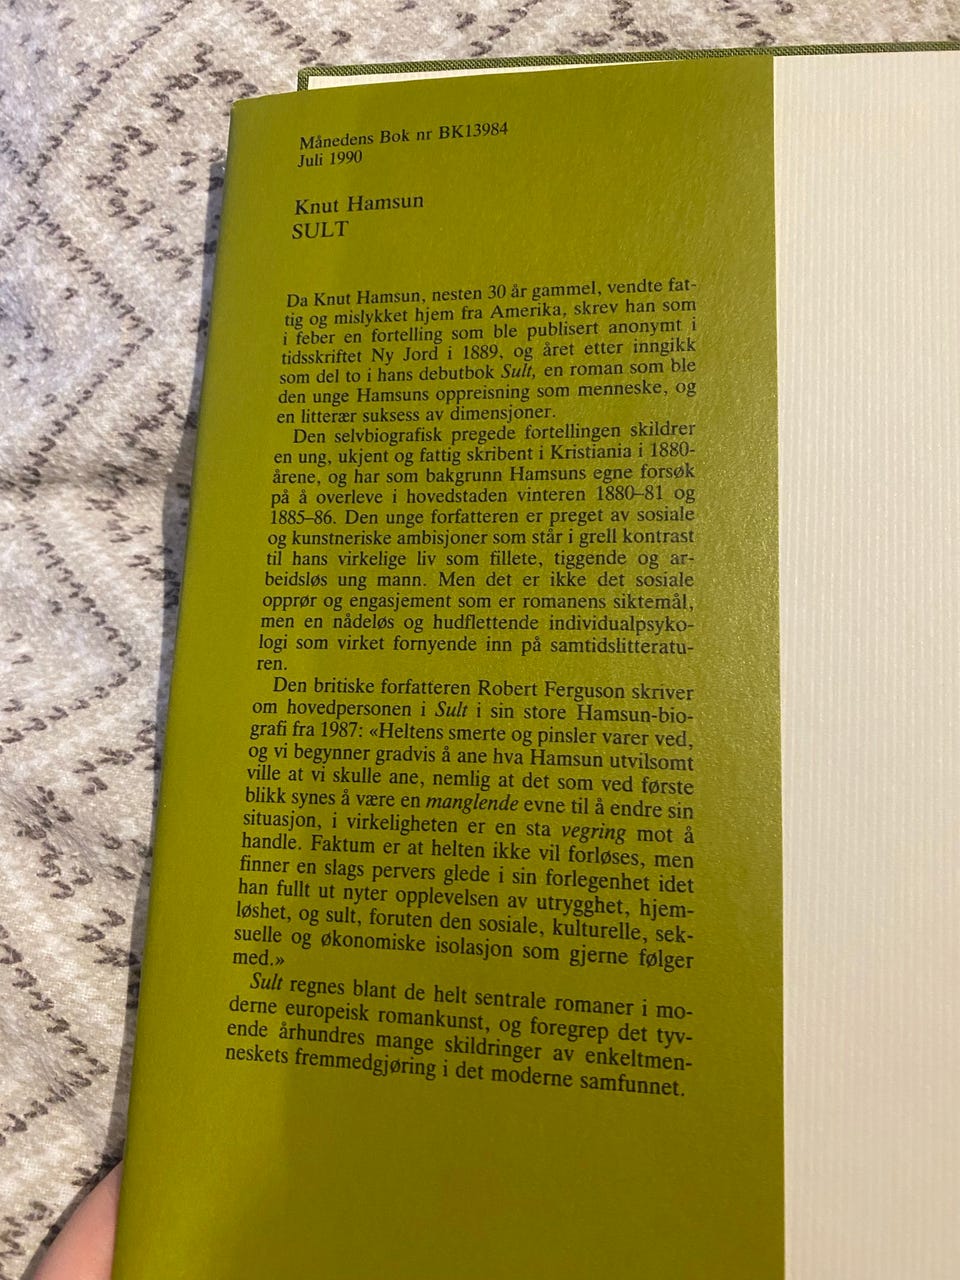 Månedens Bok nr BK13984
Juli 1990
Knut Hamsun
SULT
Da Knut Hamsun, nesten 30 år gammel, vendte fat-
tig og mislykket hjem fra Amerika, skrev han som
i feber en fortelling som ble publisert anonymt i
tidsskriftet Ny Jord i 1889, og året etter inngikk
som del to i hans debutbok Sult, en roman som ble
den unge Hamsuns oppreisning som menneske, og
en litterær suksess av dimensjoner.
Den selvbiografisk pregede fortellingen skildrer
en ung, ukjent og fattig skribent i Kristiania i 1880-
årene, og har som bakgrunn Hamsuns egne forsøk
på å overleve i hovedstaden vinteren 1880–81 og
1885–86. Den unge forfatteren er preget av sosiale
og kunstneriske ambisjoner som står i grell kontrast
til hans virkelige liv som fillete, tiggende og ar-
beidsløs ung mann. Men det er ikke det sosiale
opprør og engasjement som er romanens siktemål,
men en nådeløs og hudflettende individualpsyko-
logi som virket fornyende inn på samtidslitteratu-
ren.
Den britiske forfatteren Robert Ferguson skriver
om hovedpersonen i Sult i sin store Hamsun-bio-
grafi fra 1987: «Heltens smerte og pinsler varer ved,
og vi begynner gradvis å ane hva Hamsun utvilsomt
ville at vi skulle ane, nemlig at det som ved første
blikk synes å være en manglende evne til å endre sin
situasjon, i virkeligheten er en sta vegring mot å
handle. Faktum er at helten ikke vil forløses, men
finner en slags pervers glede i sin forlegenhet idet
han fullt ut nyter opplevelsen av utrygghet, hjem-
løshet, og sult, foruten den sosiale, kulturelle, sek-
suelle og økonomiske isolasjon som gjerne følger
med.»
Sult regnes blant de helt sentrale romaner i mo-
derne europeisk romankunst, og foregrep det tyv-
ende århundres mange skildringer av enkeltmen-
neskets fremmedgjøring i det moderne samfunnet.